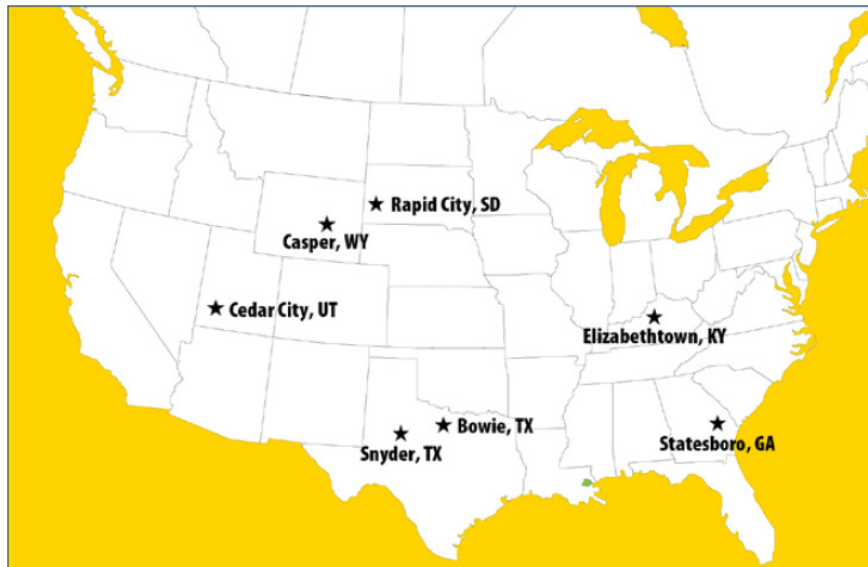 Rapid City, SD
Casper, WY
Cedar City, UT
Elizabethtown, KY
Bowie, TX
Snyder, TX
Statesboro, GA